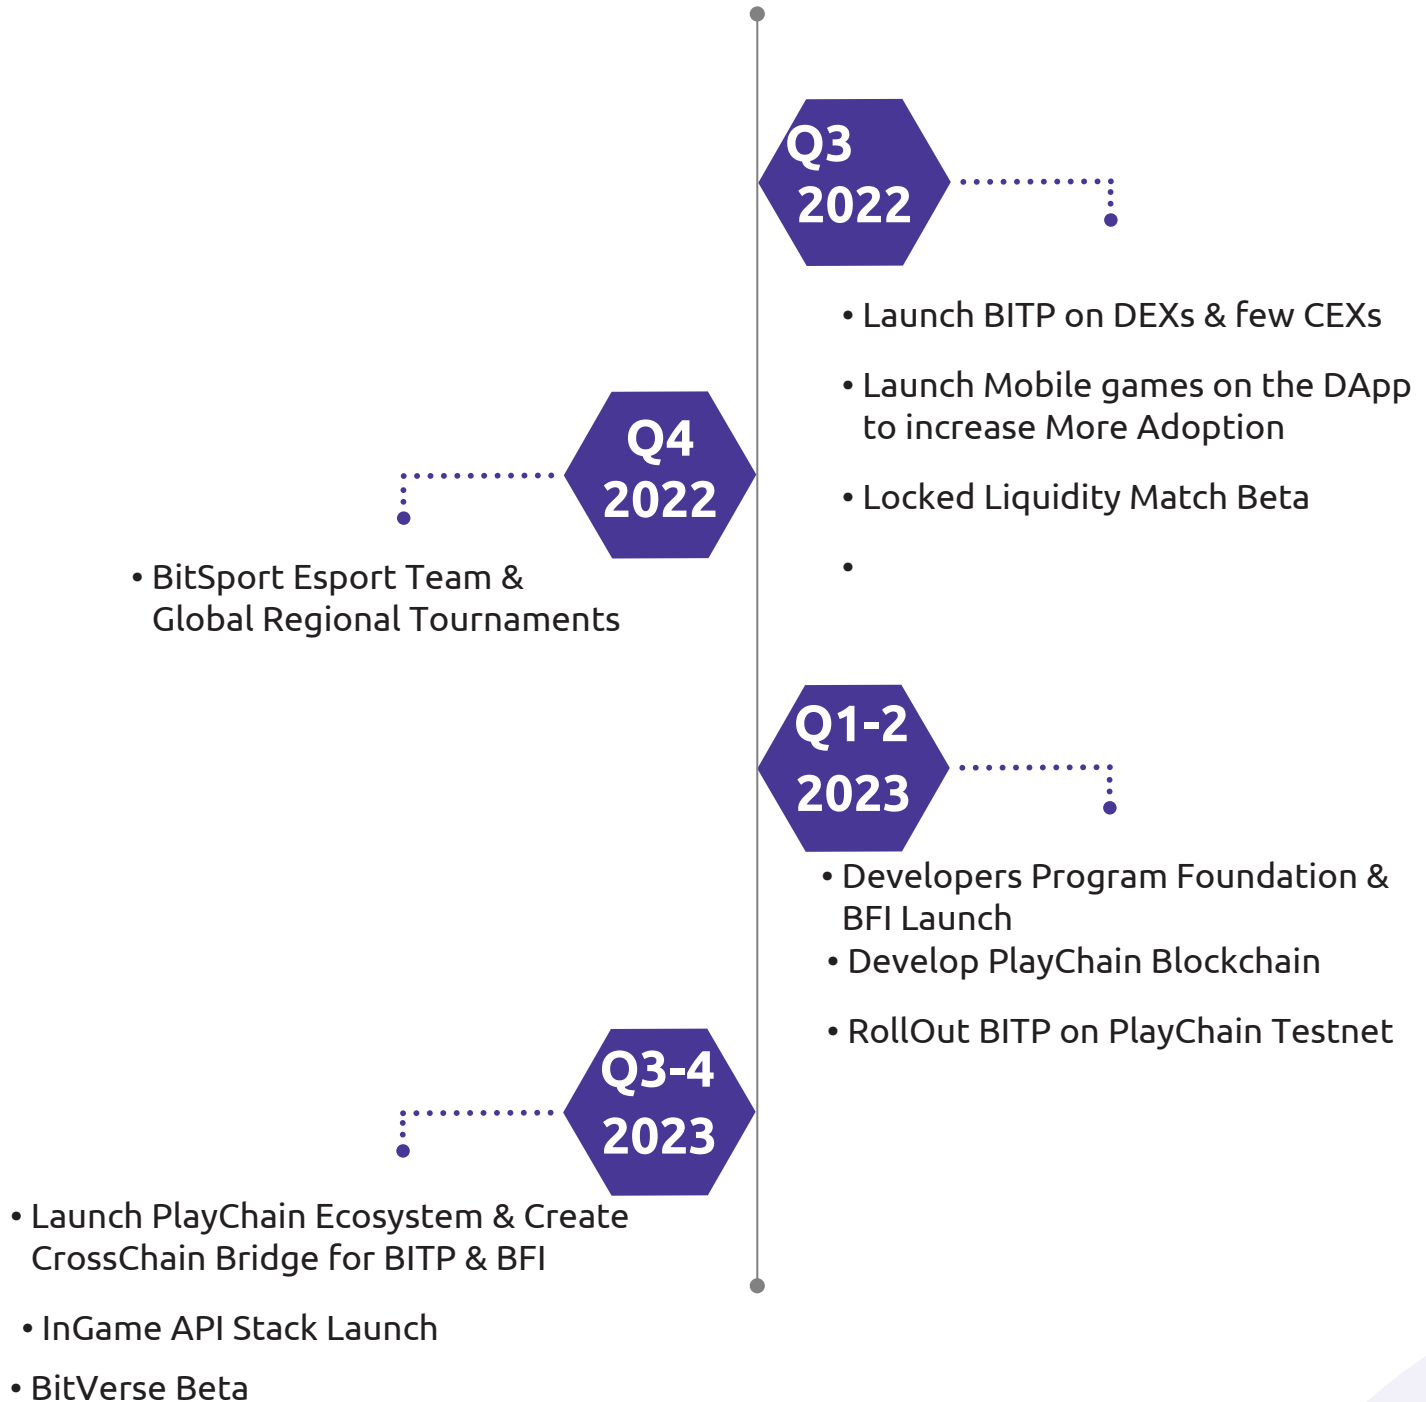 Q3
2022
• Launch BITP on DEXs & few CEXs
• Launch Mobile games on the DApp
to increase More Adoption
• Locked Liquidity Match Beta
•
Q4
2022
• BitSport Esport Team &
Global Regional Tournaments
Q1-2
2023
• Developers Program Foundation &
BFI Launch
• Develop PlayChain Blockchain
• RollOut BITP on PlayChain Testnet
Q3-4
2023
• Launch PlayChain Ecosystem & Create
CrossChain Bridge for BITP & BFI
• InGame API Stack Launch
• BitVerse Beta